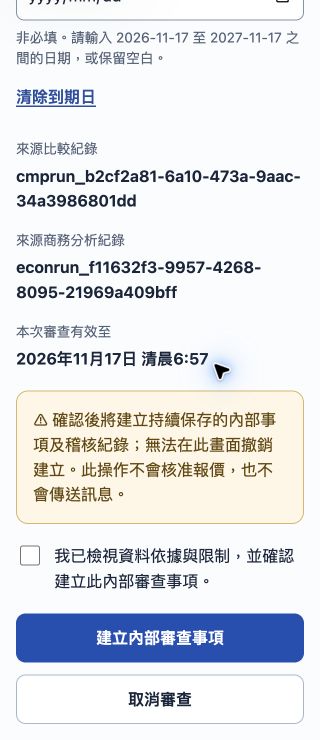 非必填。請輸入 2026-11-17 至 2027-11-17 之
間的日期，或保留空白。
清除到期日
來源比較紀錄
cmprun_b2cf2a81-6a10-473a-9aac-
34a3986801dd
來源商務分析紀錄
econrun_f11632f3-9957-4268-
8095-21969a409bff
本次審查有效至
2026年11月17日 清晨6:57
⚠ 確認後將建立持續保存的內部事
項及稽核紀錄；無法在此畫面撤銷
建立。此操作不會核准報價，也不
會傳送訊息。
我已檢視資料依據與限制，並確認
建立此內部審查事項。
建立內部審查事項
取消審查